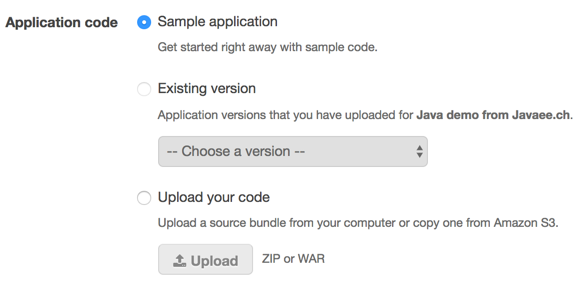 Application code
Sample application
Get started right away with sample code.
Existing version
Application versions that you have uploaded for Java demo from Javaee.ch.
-- Choose a version --
Upload your code
Upload a source bundle from your computer or copy one from Amazon S3.
Upload ZIP or WAR